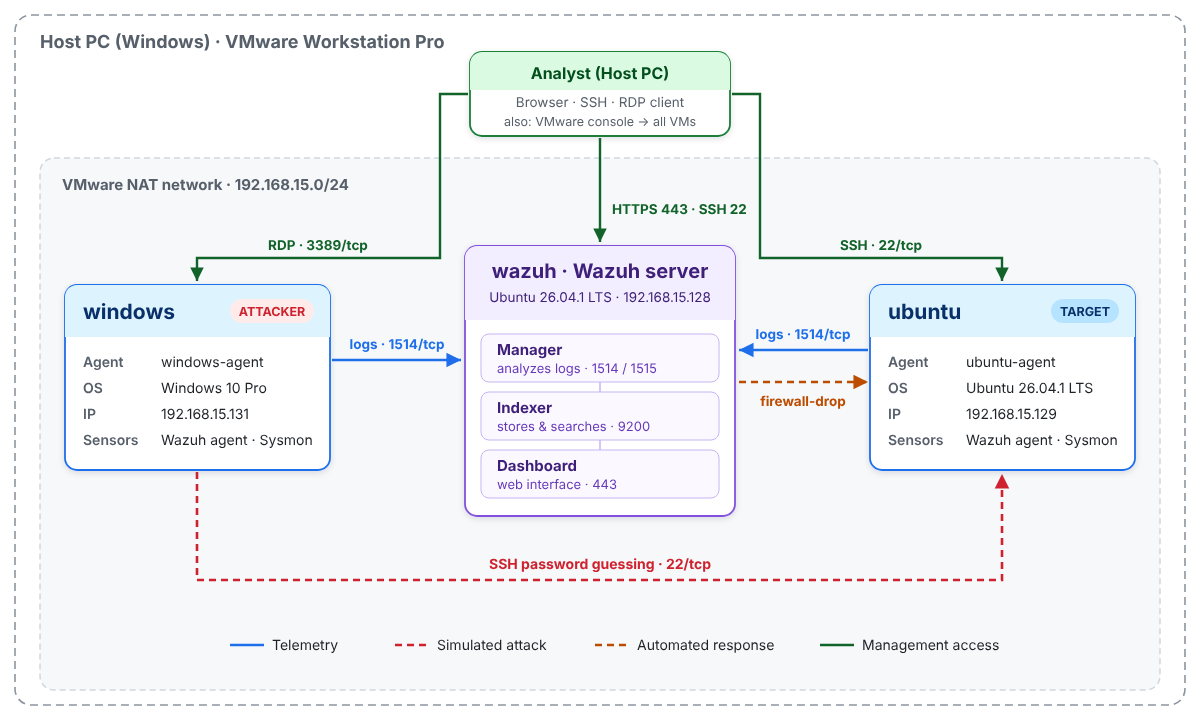 Host PC (Windows) · VMware Workstation Pro
Analyst (Host PC)
Browser · SSH · RDP client
also: VMware console → all VMs
VMware NAT network · 192.168.15.0/24
HTTPS 443 · SSH 22
RDP · 3389/tcp
SSH · 22/tcp
wazuh · Wazuh server
Ubuntu 26.04.1 LTS · 192.168.15.128
windows
ATTACKER
Agent windows-agent
OS Windows 10 Pro
IP 192.168.15.131
Sensors Wazuh agent · Sysmon
logs · 1514/tcp
Manager
analyzes logs · 1514 / 1515
Indexer
stores & searches · 9200
Dashboard
web interface · 443
logs · 1514/tcp
firewall-drop
ubuntu
TARGET
Agent ubuntu-agent
OS Ubuntu 26.04.1 LTS
IP 192.168.15.129
Sensors Wazuh agent · Sysmon
SSH password guessing · 22/tcp
Telemetry
Simulated attack
Automated response
Management access